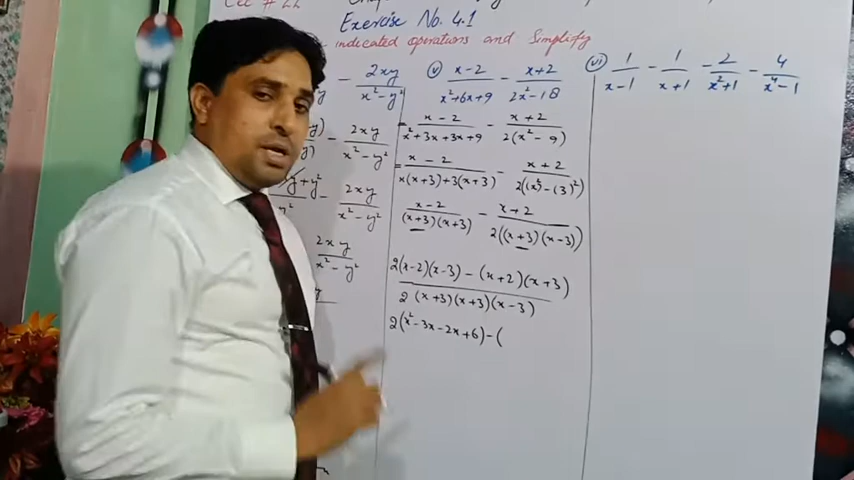 Exercise No. 4.1
indicated operations and Simplify
- 2xy / x²-y²
- 2xy / x²-y²
- 2xy / x²-y²
2xy / x²-y²
(v) x-2 / x²+6x+9 - x+2 / 2x²-18
= x-2 / x²+3x+3x+9 - x+2 / 2(x²-9)
= x-2 / x(x+3)+3(x+3) - x+2 / 2(x²-(3)²)
x-2 / (x+3)(x+3) - x+2 / 2((x+3)(x-3))
2(x-2)(x-3) - (x+2)(x+3) / 2(x+3)(x+3)(x-3)
2(x²-3x-2x+6)-(
(vi) 1 / x-1 - 1 / x+1 - 2 / x²+1 - 4 / x⁴-1